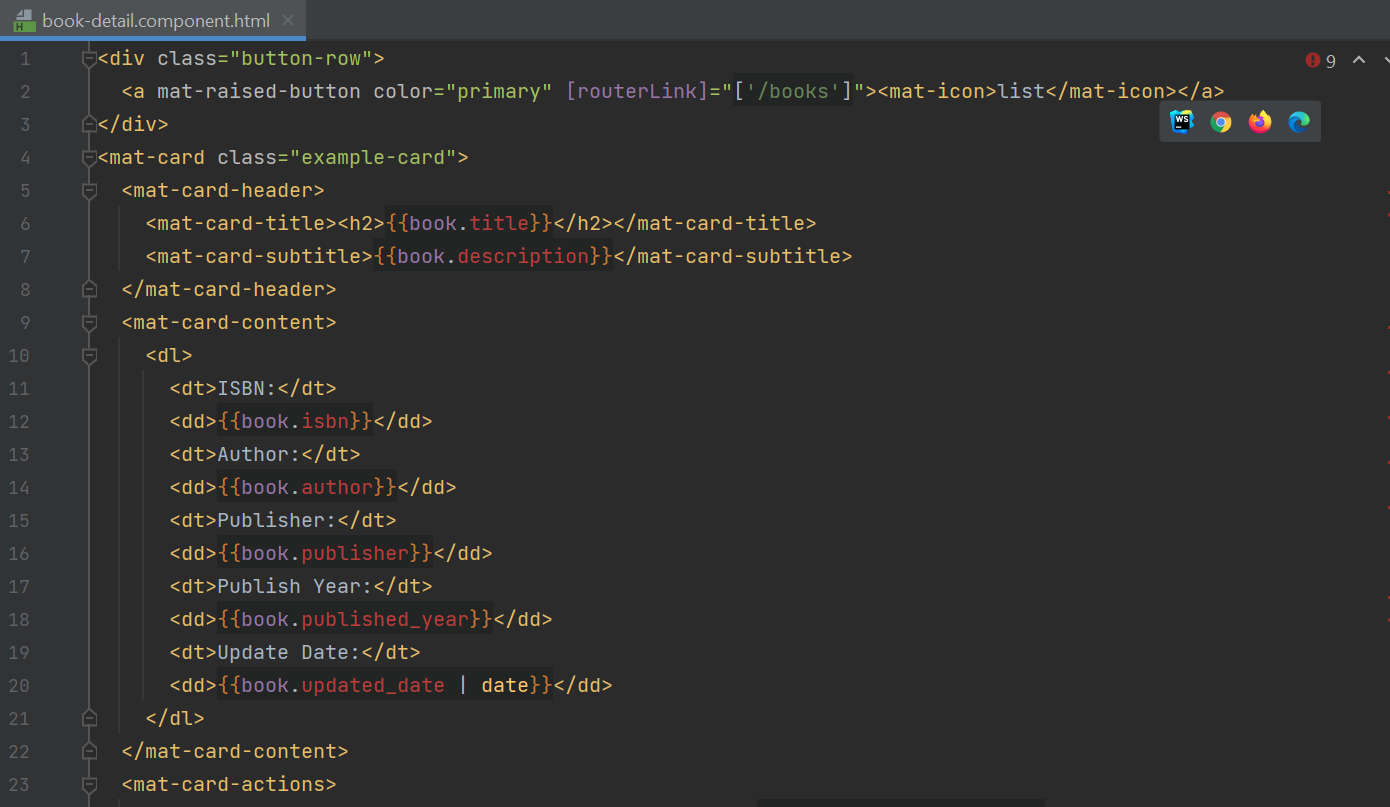 book-detail.component.html
9
1 <div class="button-row">
2   <a mat-raised-button color="primary" [routerLink]="['/books']"><mat-icon>list</mat-icon></a>
3 </div>
WS
4 <mat-card class="example-card">
5   <mat-card-header>
6     <mat-card-title><h2>{{book.title}}</h2></mat-card-title>
7     <mat-card-subtitle>{{book.description}}</mat-card-subtitle>
8   </mat-card-header>
9   <mat-card-content>
10     <dl>
11       <dt>ISBN:</dt>
12       <dd>{{book.isbn}}</dd>
13       <dt>Author:</dt>
14       <dd>{{book.author}}</dd>
15       <dt>Publisher:</dt>
16       <dd>{{book.publisher}}</dd>
17       <dt>Publish Year:</dt>
18       <dd>{{book.published_year}}</dd>
19       <dt>Update Date:</dt>
20       <dd>{{book.updated_date | date}}</dd>
21     </dl>
22   </mat-card-content>
23   <mat-card-actions>